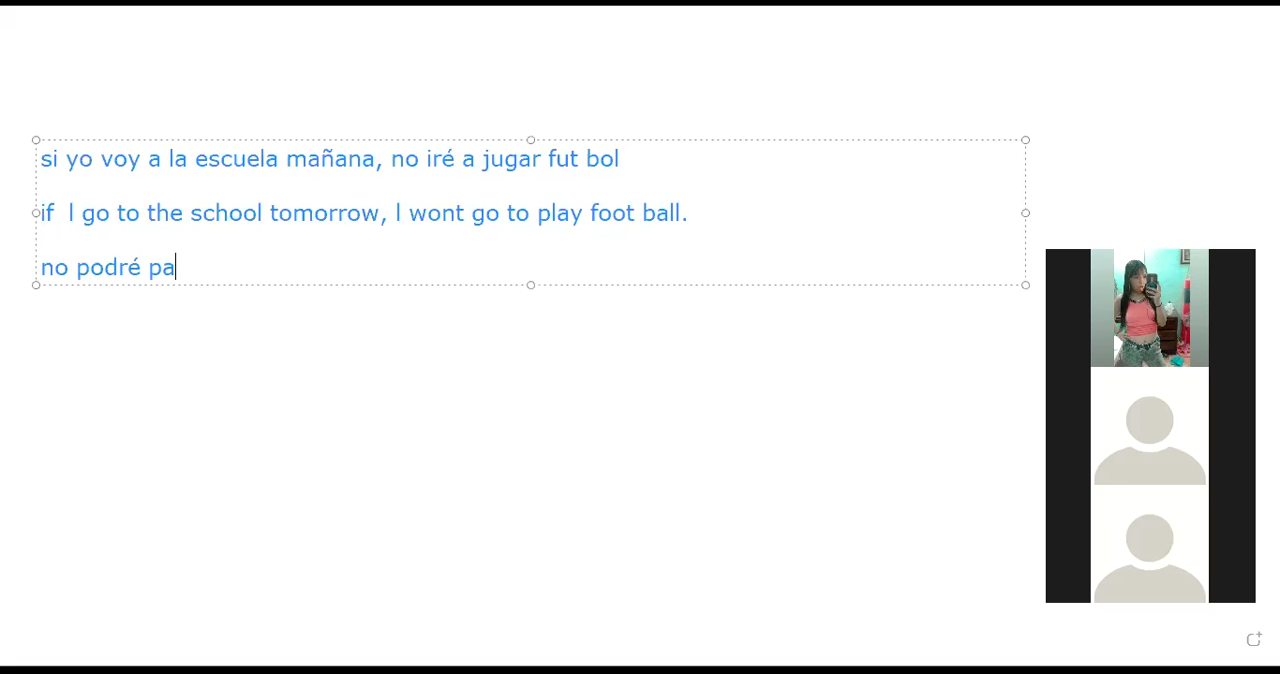 si yo voy a la escuela mañana, no iré a jugar fut bol
if l go to the school tomorrow, l wont go to play foot ball.
no podré pa